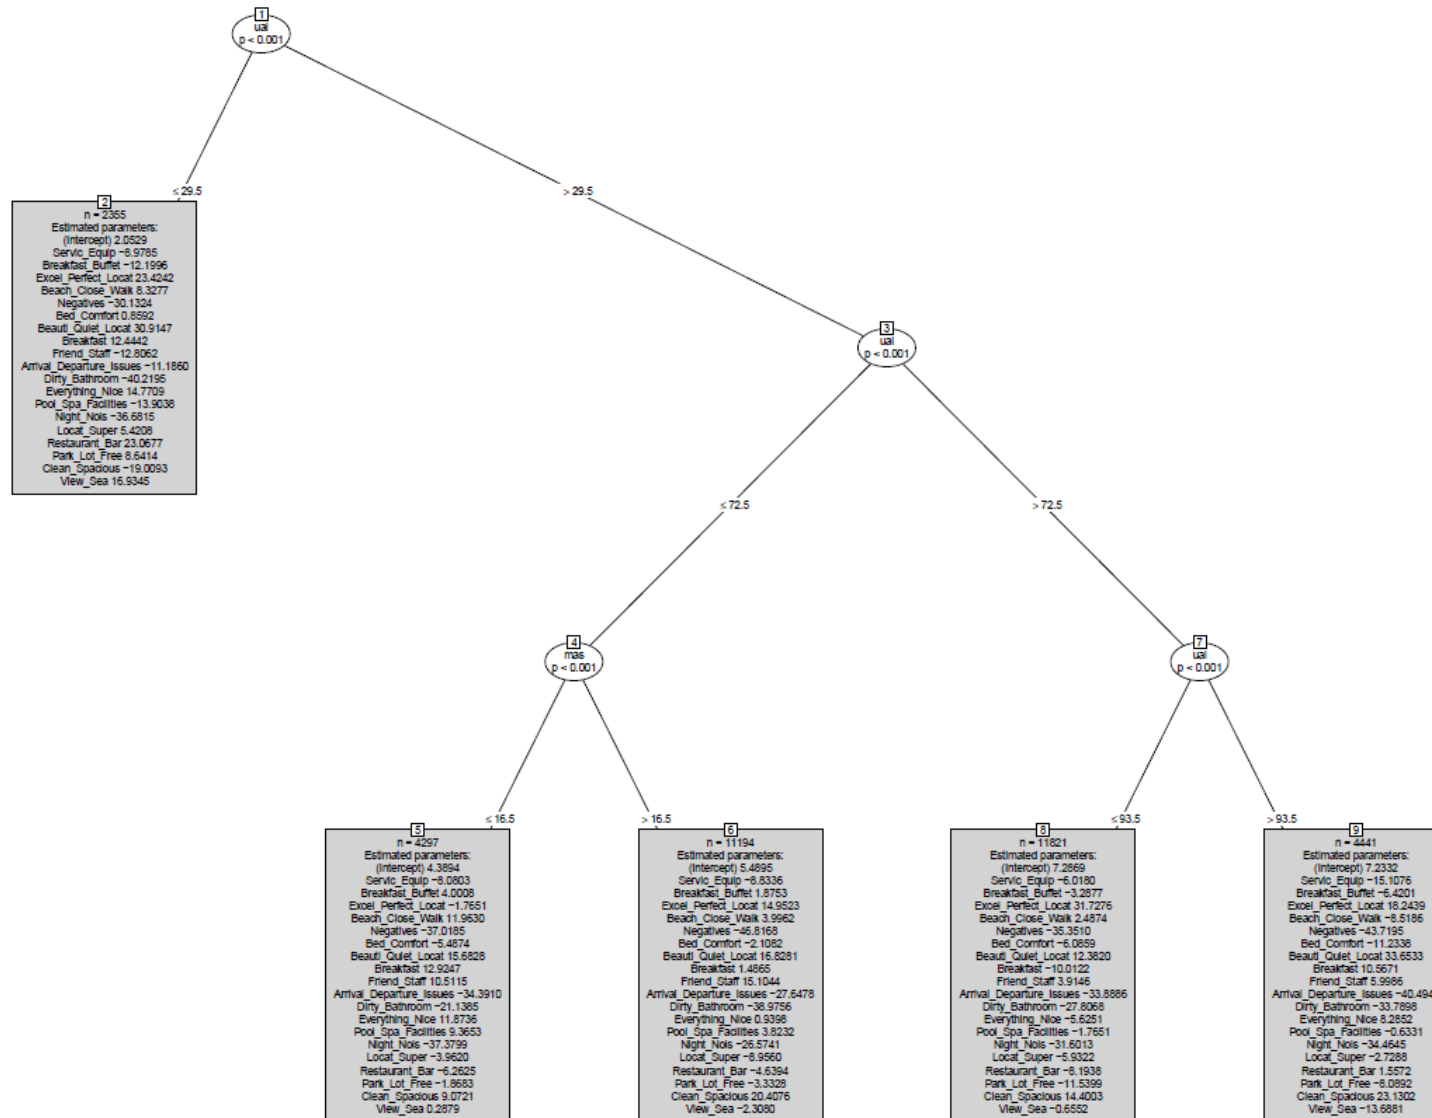 1
uai
p < 0.001
≤ 29.5
> 29.5
2
n = 2355
Estimated parameters:
(Intercept) 2.0529
Servic_Equip −8.9785
Breakfast_Buffet −12.1996
Excel_Perfect_Locat 23.4242
Beach_Close_Walk 8.3277
Negatives −30.1324
Bed_Comfort 0.8592
Beauti_Quiet_Locat 30.9147
Breakfast 12.4442
Friend_Staff −12.8062
Arrival_Departure_Issues −11.1860
Dirty_Bathroom −40.2195
Everything_Nice 14.7709
Pool_Spa_Facilities −13.9038
Night_Nois −36.6815
Locat_Super 5.4208
Restaurant_Bar 23.0677
Park_Lot_Free 8.6414
Clean_Spacious −19.0093
View_Sea 16.9345
3
uai
p < 0.001
≤ 72.5
> 72.5
4
mas
p < 0.001
≤ 16.5
> 16.5
7
uai
p < 0.001
≤ 93.5
> 93.5
5
n = 4297
Estimated parameters:
(Intercept) 4.3894
Servic_Equip −8.0803
Breakfast_Buffet 4.0008
Excel_Perfect_Locat −1.7651
Beach_Close_Walk 11.9630
Negatives −37.0185
Bed_Comfort −5.4874
Beauti_Quiet_Locat 15.6828
Breakfast 12.9247
Friend_Staff 10.5115
Arrival_Departure_Issues −34.3910
Dirty_Bathroom −21.1385
Everything_Nice 11.8736
Pool_Spa_Facilities 9.3653
Night_Nois −37.3799
Locat_Super −3.9620
Restaurant_Bar −6.2625
Park_Lot_Free −1.8683
Clean_Spacious 9.0721
View_Sea 0.2879
6
n = 11194
Estimated parameters:
(Intercept) 5.4895
Servic_Equip −8.8336
Breakfast_Buffet 1.8753
Excel_Perfect_Locat 14.9523
Beach_Close_Walk 3.9962
Negatives −46.8168
Bed_Comfort −2.1082
Beauti_Quiet_Locat 16.8281
Breakfast 1.4865
Friend_Staff 15.1044
Arrival_Departure_Issues −27.6478
Dirty_Bathroom −38.9756
Everything_Nice 0.9398
Pool_Spa_Facilities 3.8232
Night_Nois −26.5741
Locat_Super −8.9560
Restaurant_Bar −4.6394
Park_Lot_Free −3.3328
Clean_Spacious 20.4076
View_Sea −2.3080
8
n = 11821
Estimated parameters:
(Intercept) 7.2869
Servic_Equip −6.0180
Breakfast_Buffet −3.2877
Excel_Perfect_Locat 31.7276
Beach_Close_Walk 2.4874
Negatives −35.3510
Bed_Comfort −6.0859
Beauti_Quiet_Locat 12.3820
Breakfast −10.0122
Friend_Staff 3.9146
Arrival_Departure_Issues −33.8886
Dirty_Bathroom −27.8068
Everything_Nice −5.6251
Pool_Spa_Facilities −1.7651
Night_Nois −31.6013
Locat_Super −5.9322
Restaurant_Bar −8.1938
Park_Lot_Free −11.5399
Clean_Spacious 14.4003
View_Sea −0.6552
9
n = 4441
Estimated parameters:
(Intercept) 7.2332
Servic_Equip −15.1076
Breakfast_Buffet −6.4201
Excel_Perfect_Locat 18.2439
Beach_Close_Walk −8.5186
Negatives −43.7195
Bed_Comfort −11.2338
Beauti_Quiet_Locat 33.6533
Breakfast 10.5671
Friend_Staff 5.9986
Arrival_Departure_Issues −40.494
Dirty_Bathroom −33.7898
Everything_Nice 8.2852
Pool_Spa_Facilities −0.6331
Night_Nois −34.4645
Locat_Super −2.7288
Restaurant_Bar 1.5572
Park_Lot_Free −8.0892
Clean_Spacious 23.1302
View_Sea −13.6881